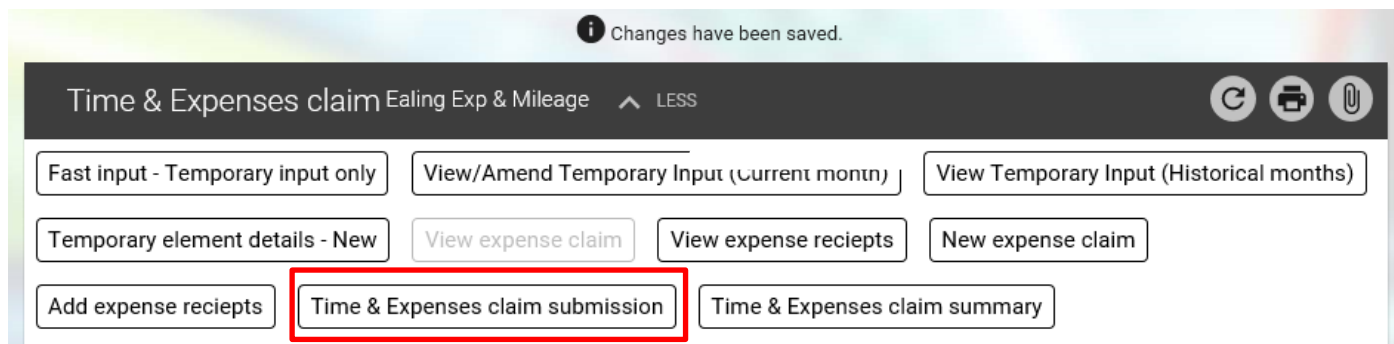 Changes have been saved.
Time & Expenses claim Ealing Exp & Mileage LESS
Fast input - Temporary input only View/Amend Temporary Input (Current month) View Temporary Input (Historical months)
Temporary element details - New View expense claim View expense reciepts New expense claim
Add expense reciepts Time & Expenses claim submission Time & Expenses claim summary